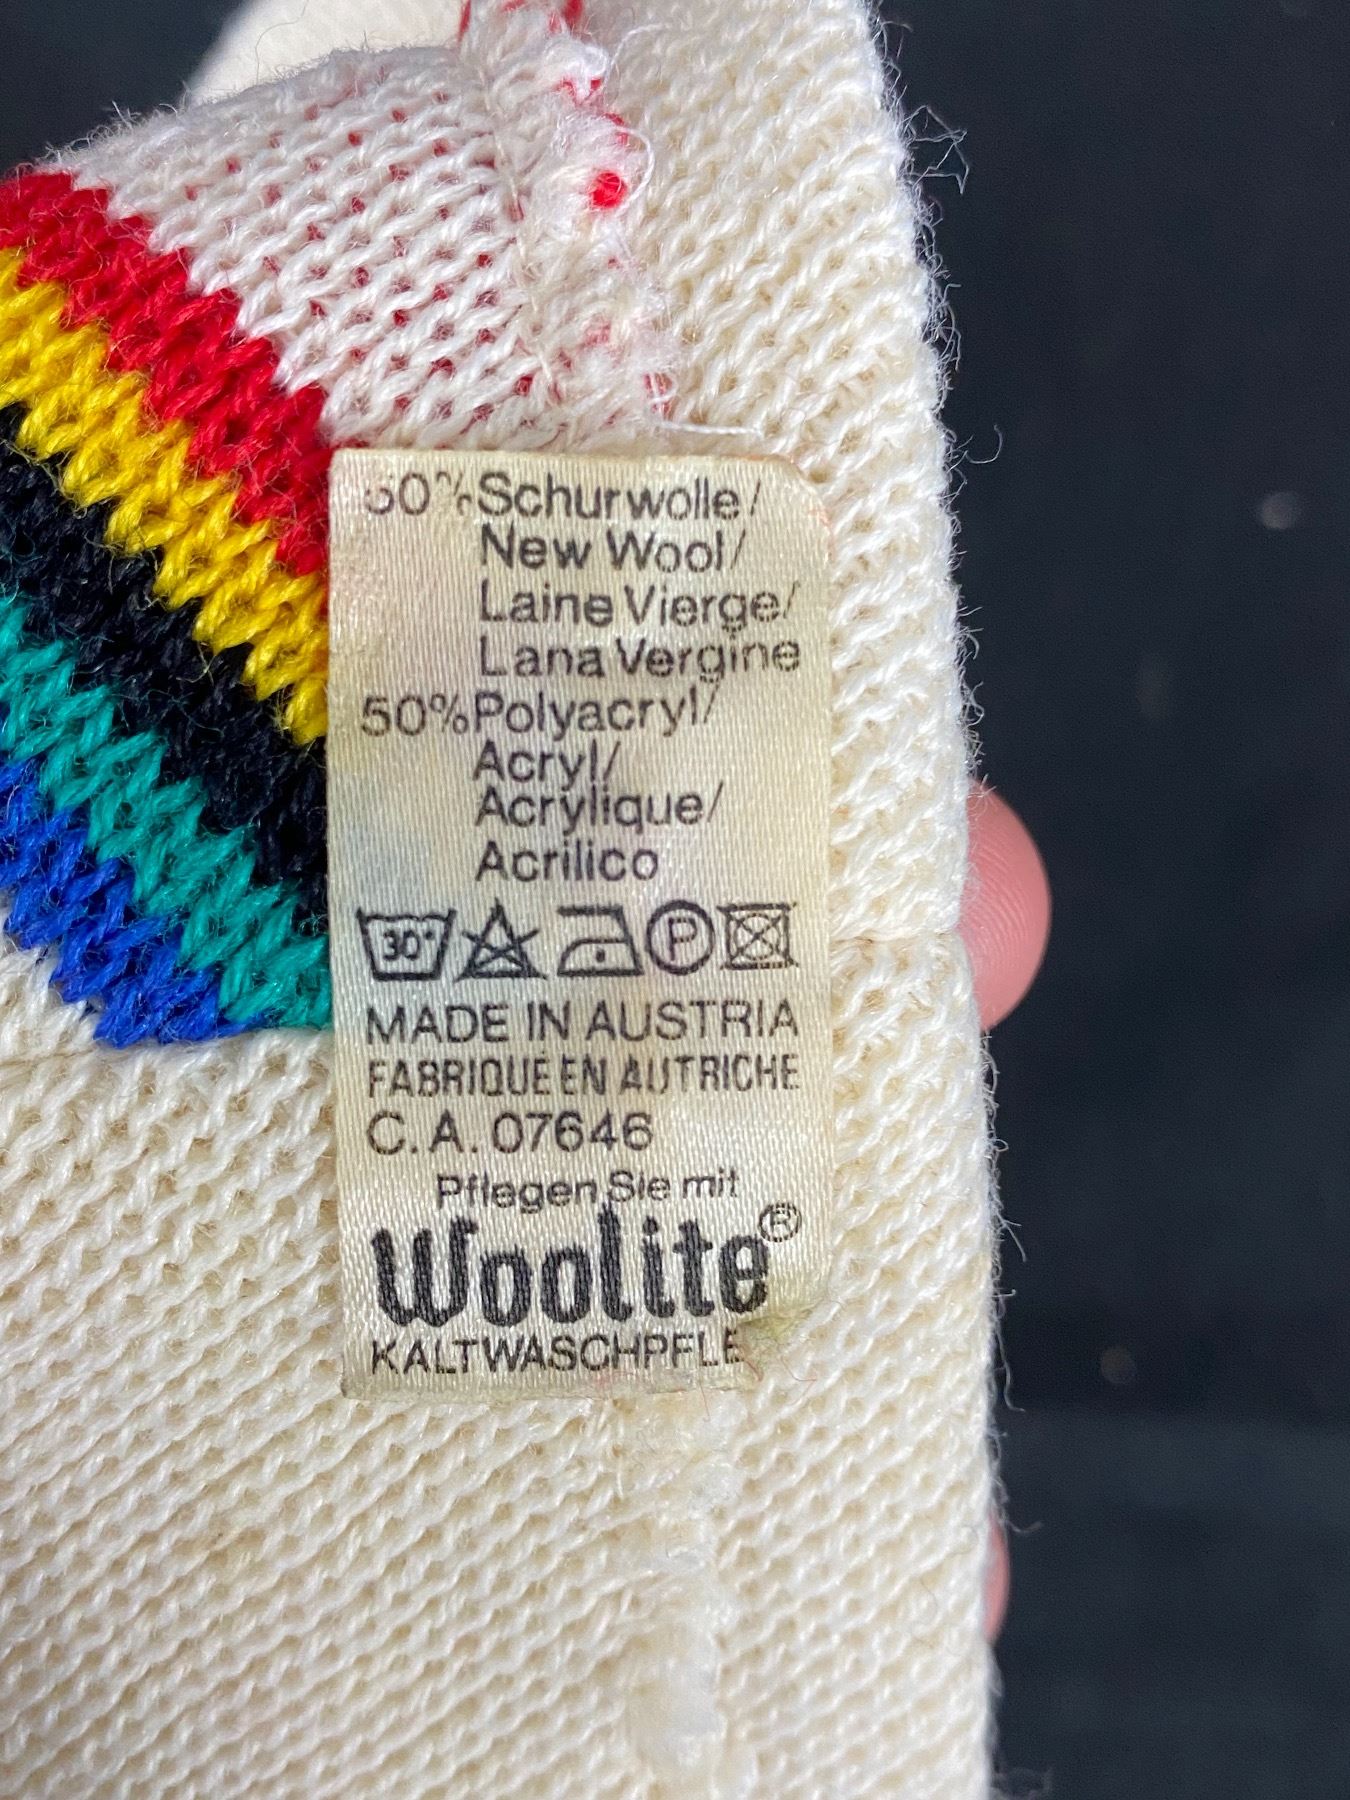 50% Schurwolle/
New Wool/
Laine Vierge/
Lana Vergine
50% Polyacryl/
Acryl/
Acrylique/
Acrilico
30° P
MADE IN AUSTRIA
FABRIQUE EN AUTRICHE
C.A. 07646
Pflegen Sie mit
Woolite®
KALTWASCHPFLE